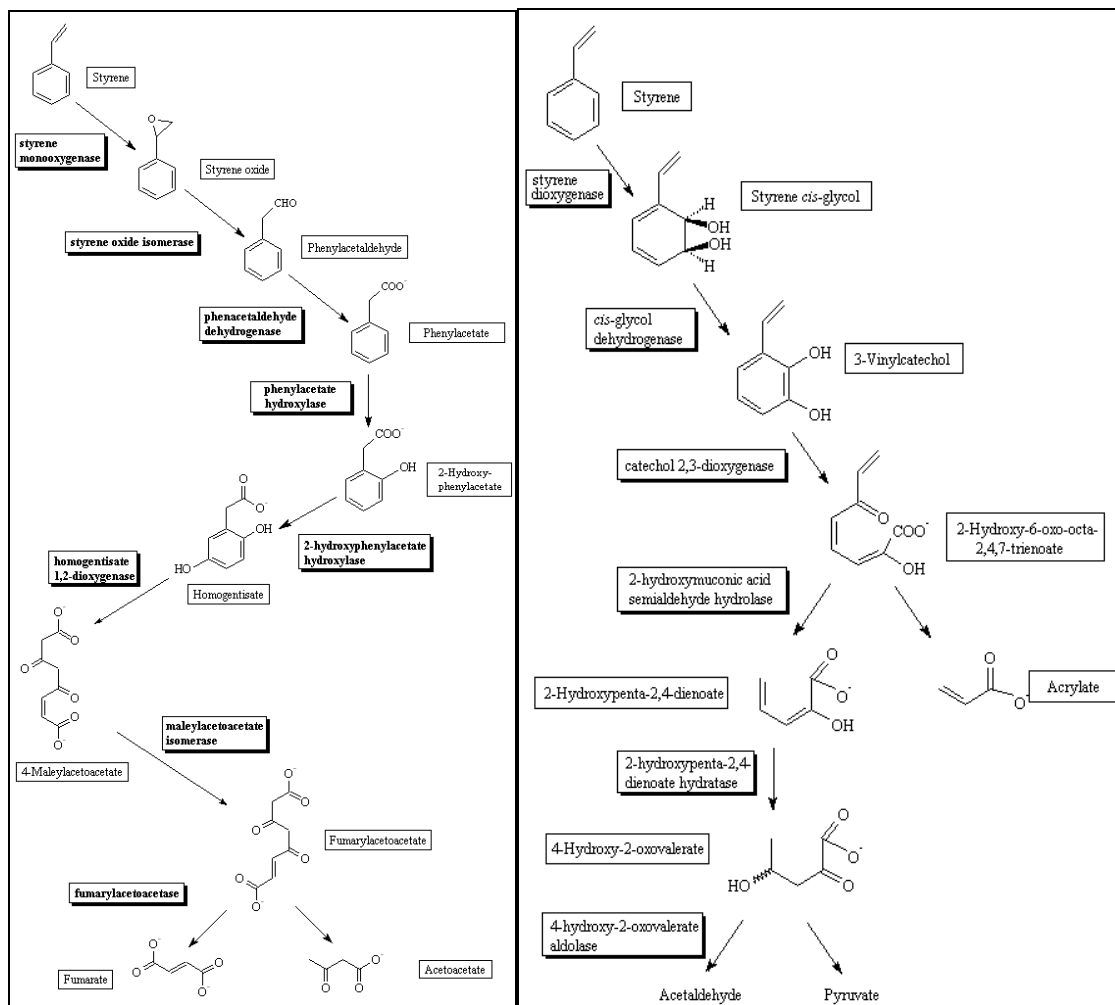 Styrene
styrene
monooxygenase
O
Styrene oxide
styrene oxide isomerase
CHO
Phenylacetaldehyde
phenacetaldehyde
dehydrogenase
COO⁻
Phenylacetate
phenylacetate
hydroxylase
COO⁻
OH
2-Hydroxy-
phenylacetate
2-hydroxyphenylacetate
hydroxylase
O
O⁻
OH
HO
Homogentisate
homogentisate
1,2-dioxygenase
O⁻
O
O
O
O
O⁻
4-Maleylacetoacetate
maleylacetoacetate
isomerase
O⁻
O
O
O
O
O⁻
Fumarylacetoacetate
fumarylacetoacetase
O⁻
O
O
O⁻
Fumarate
O⁻
O
O
Acetoacetate
Styrene
styrene
dioxygenase
H
OH
OH
H
Styrene cis-glycol
cis-glycol
dehydrogenase
OH
OH
3-Vinylcatechol
catechol 2,3-dioxygenase
O
COO⁻
OH
2-Hydroxy-6-oxo-octa-
2,4,7-trienoate
2-hydroxymuconic acid
semialdehyde hydrolase
2-Hydroxypenta-2,4-dienoate
O
O⁻
OH
O
O
Acrylate
2-hydroxypenta-2,4-
dienoate hydratase
4-Hydroxy-2-oxovalerate
O
O⁻
O
HO
4-hydroxy-2-oxovalerate
aldolase
Acetaldehyde
Pyruvate